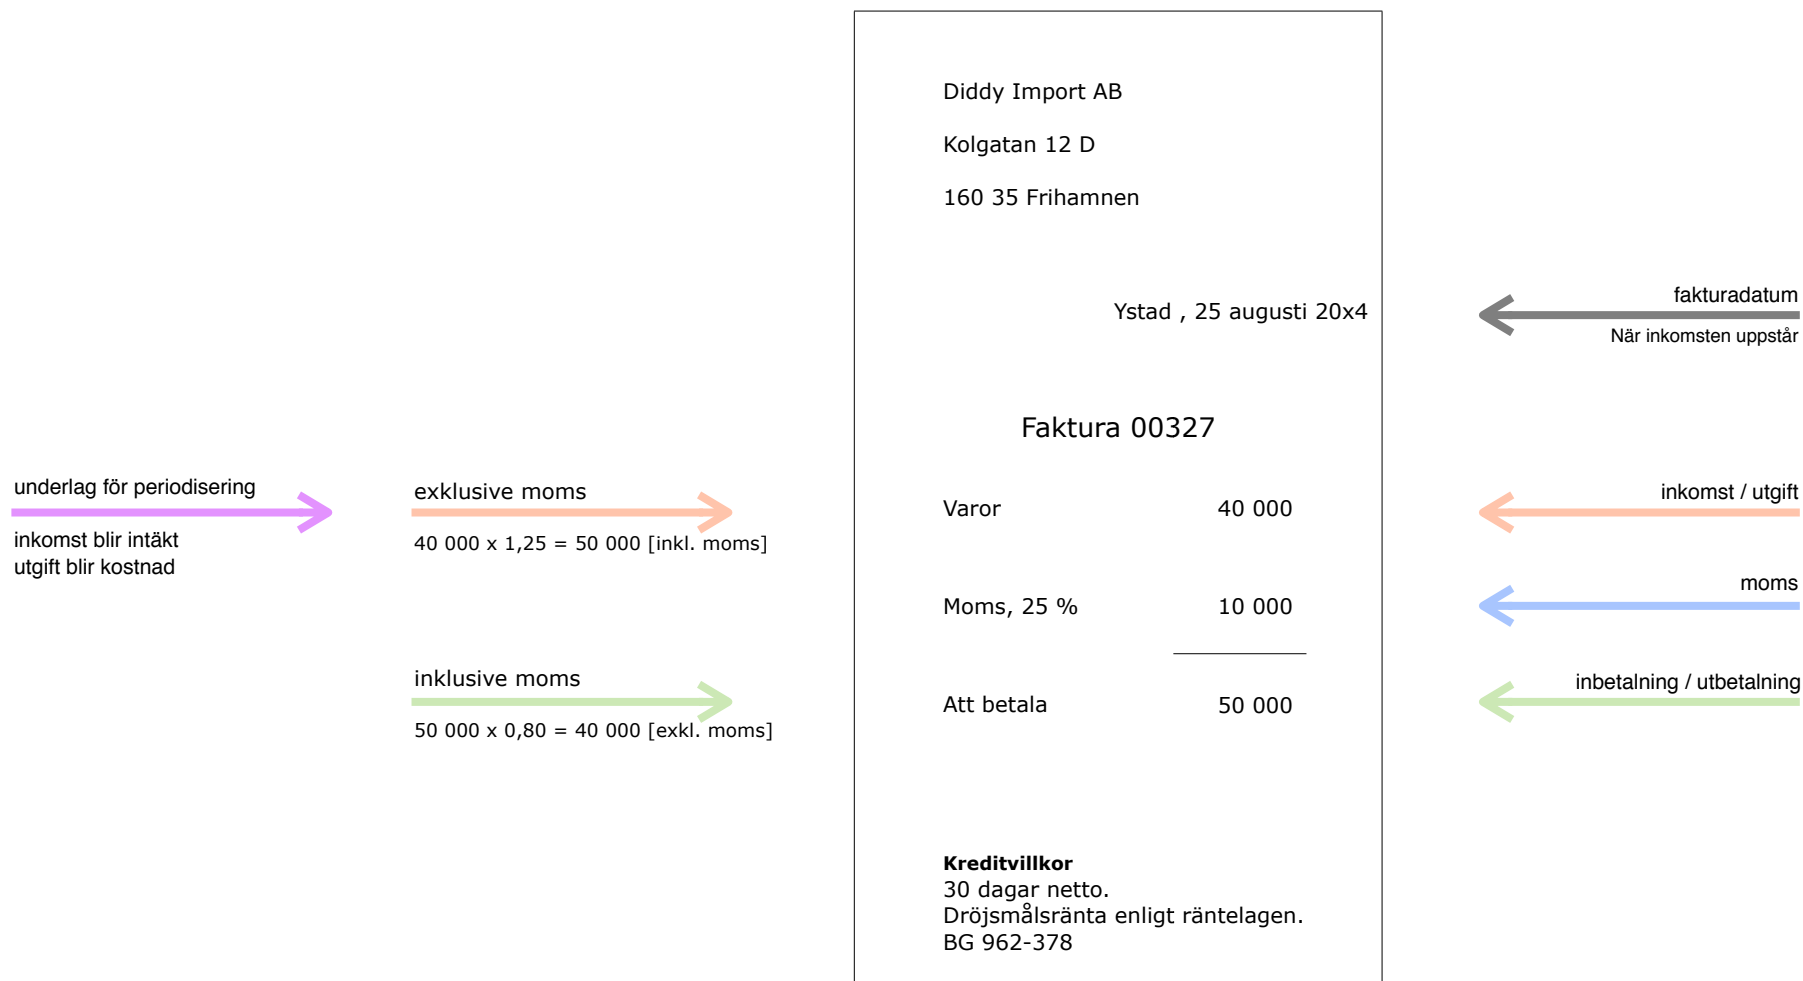 Diddy Import AB
Kolgatan 12 D
160 35 Frihamnen
Ystad , 25 augusti 20x4
fakturadatum
När inkomsten uppstår
Faktura 00327
underlag för periodisering
inkomst blir intäkt
utgift blir kostnad
exklusive moms
40 000 x 1,25 = 50 000 [inkl. moms]
Varor 40 000
inkomst / utgift
Moms, 25 % 10 000
moms
inklusive moms
50 000 x 0,80 = 40 000 [exkl. moms]
Att betala 50 000
inbetalning / utbetalning
Kreditvillkor
30 dagar netto.
Dröjsmålsränta enligt räntelagen.
BG 962-378